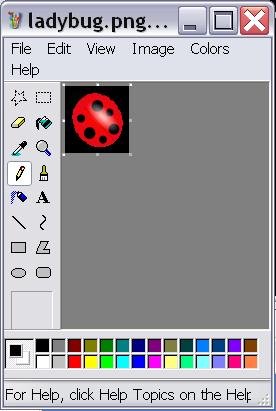 ladybug.png...
File Edit View Image Colors
Help
A
For Help, click Help Topics on the Help